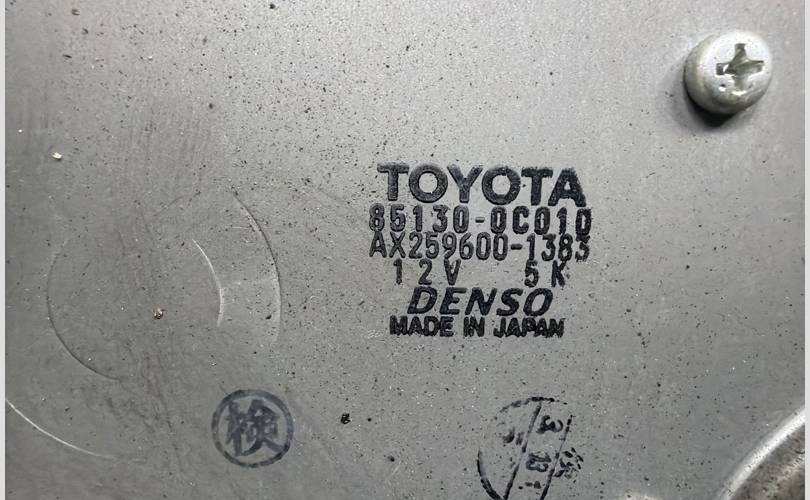 TOYOTA
85130-0C010
AX259600-1383
12V 5K
DENSO
MADE IN JAPAN
検